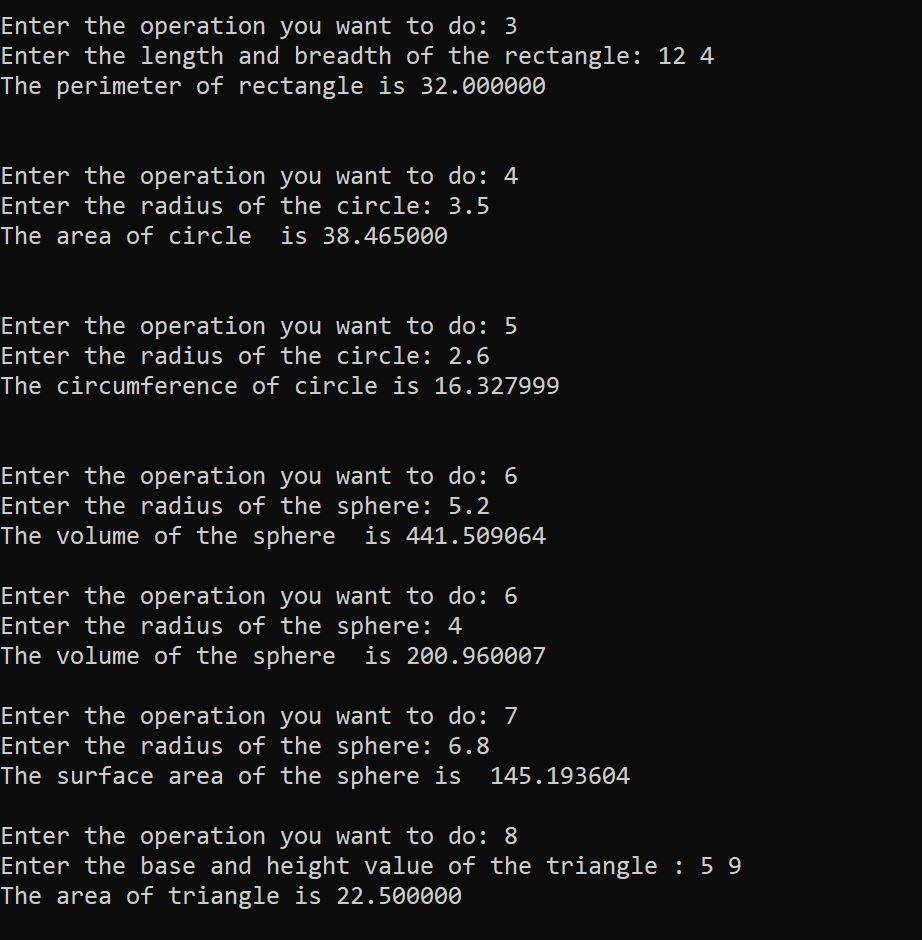 Enter the operation you want to do: 3
Enter the length and breadth of the rectangle: 12 4
The perimeter of rectangle is 32.000000
Enter the operation you want to do: 4
Enter the radius of the circle: 3.5
The area of circle  is 38.465000
Enter the operation you want to do: 5
Enter the radius of the circle: 2.6
The circumference of circle is 16.327999
Enter the operation you want to do: 6
Enter the radius of the sphere: 5.2
The volume of the sphere  is 441.509064
Enter the operation you want to do: 6
Enter the radius of the sphere: 4
The volume of the sphere  is 200.960007
Enter the operation you want to do: 7
Enter the radius of the sphere: 6.8
The surface area of the sphere is  145.193604
Enter the operation you want to do: 8
Enter the base and height value of the triangle : 5 9
The area of triangle is 22.500000